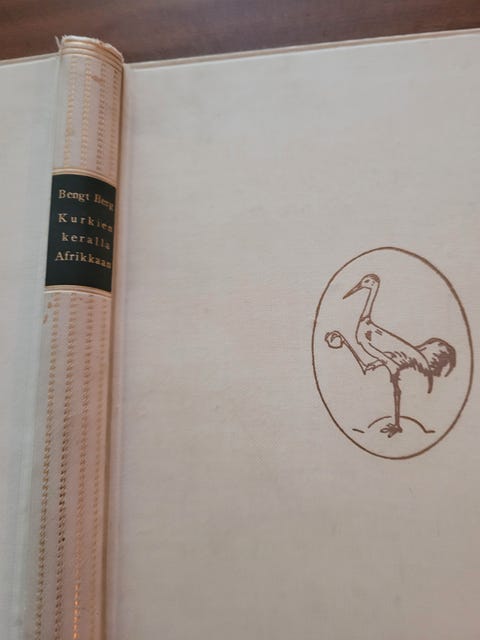 Bengt Berg
Kurkien
keralla
Afrikkaan